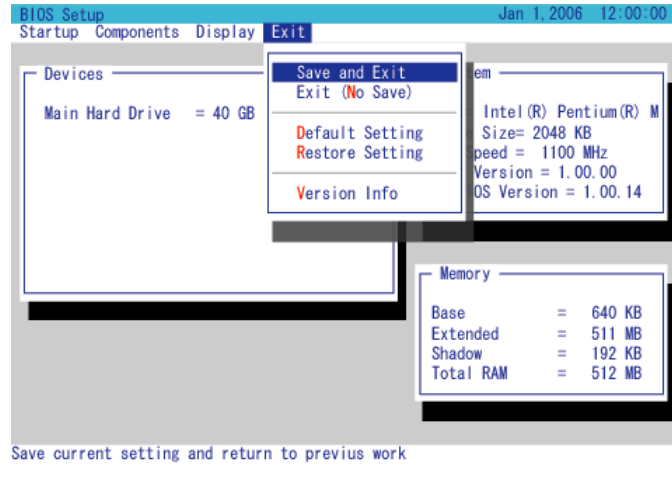 BIOS Setup Jan 1,2006 12:00:00
Startup Components Display Exit
Save and Exit
Exit (No Save)
Default Setting
Restore Setting
Version Info
Devices
Main Hard Drive = 40 GB
em
Intel(R) Pentium(R) M
Size= 2048 KB
peed = 1100 MHz
Version = 1.00.00
OS Version = 1.00.14
Memory
Base = 640 KB
Extended = 511 MB
Shadow = 192 KB
Total RAM = 512 MB
Save current setting and return to previus work